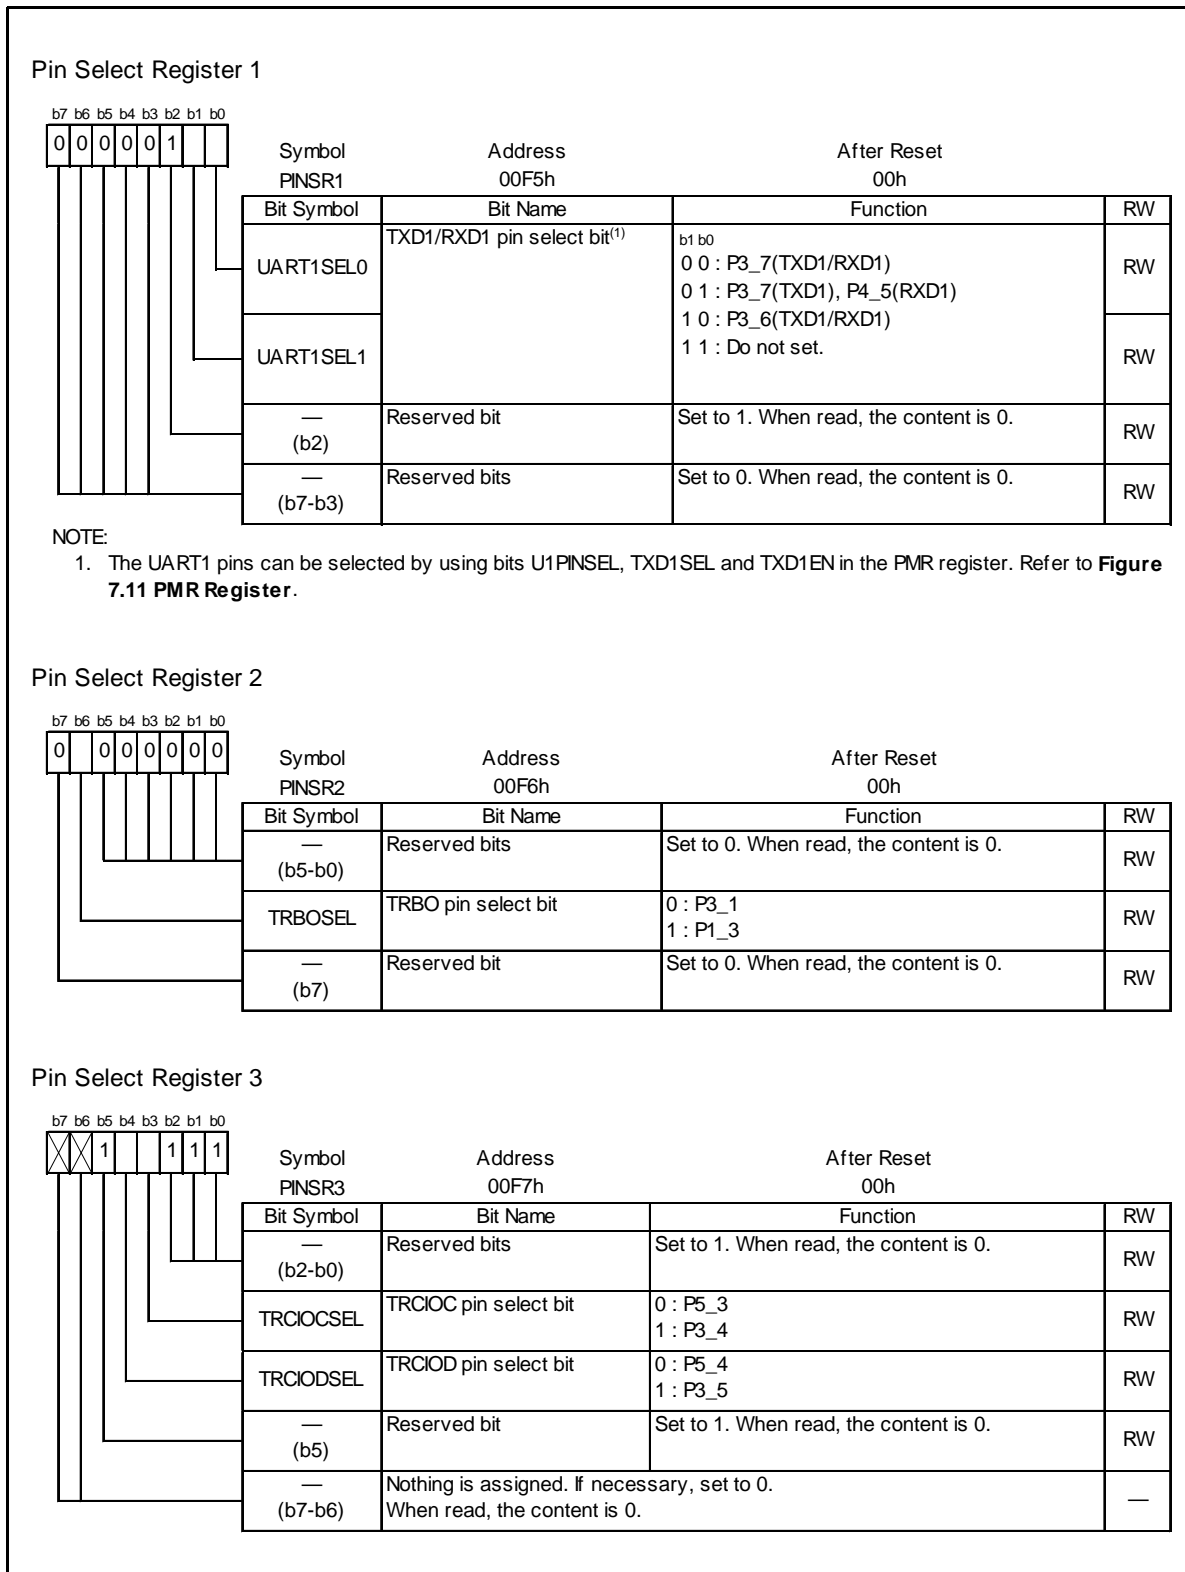 Pin Select Register 1
b7 b6 b5 b4 b3 b2 b1 b0
0 0 0 0 0 1
Symbol Address After Reset
PINSR1 00F5h 00h
Bit Symbol Bit Name Function RW
UART1SEL0 TXD1/RXD1 pin select bit(1) b1 b0
0 0 : P3_7(TXD1/RXD1) RW
0 1 : P3_7(TXD1), P4_5(RXD1)
1 0 : P3_6(TXD1/RXD1)
UART1SEL1 1 1 : Do not set. RW
— Reserved bit Set to 1. When read, the content is 0. RW
(b2)
— Reserved bits Set to 0. When read, the content is 0. RW
(b7-b3)
NOTE:
1. The UART1 pins can be selected by using bits U1PINSEL, TXD1SEL and TXD1EN in the PMR register. Refer to Figure
7.11 PMR Register.
Pin Select Register 2
b7 b6 b5 b4 b3 b2 b1 b0
0 0 0 0 0 0 0
Symbol Address After Reset
PINSR2 00F6h 00h
Bit Symbol Bit Name Function RW
— Reserved bits Set to 0. When read, the content is 0. RW
(b5-b0)
TRBOSEL TRBO pin select bit 0 : P3_1 RW
1 : P1_3
— Reserved bit Set to 0. When read, the content is 0. RW
(b7)
Pin Select Register 3
b7 b6 b5 b4 b3 b2 b1 b0
1 1 1 1
Symbol Address After Reset
PINSR3 00F7h 00h
Bit Symbol Bit Name Function RW
— Reserved bits Set to 1. When read, the content is 0. RW
(b2-b0)
TRCIOCSEL TRCIOC pin select bit 0 : P5_3 RW
1 : P3_4
TRCIODSEL TRCIOD pin select bit 0 : P5_4 RW
1 : P3_5
— Reserved bit Set to 1. When read, the content is 0. RW
(b5)
— Nothing is assigned. If necessary, set to 0. —
(b7-b6) When read, the content is 0.